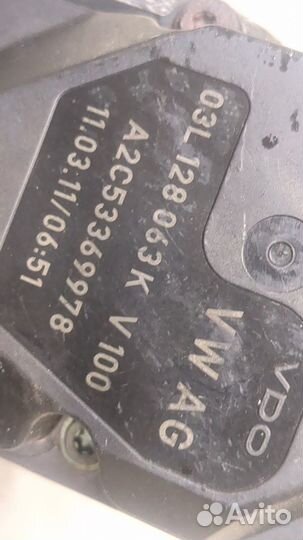 VDO
VW AG
03L 128 063 K V 100
A2C53369978
11.03.11/06:51
Avito